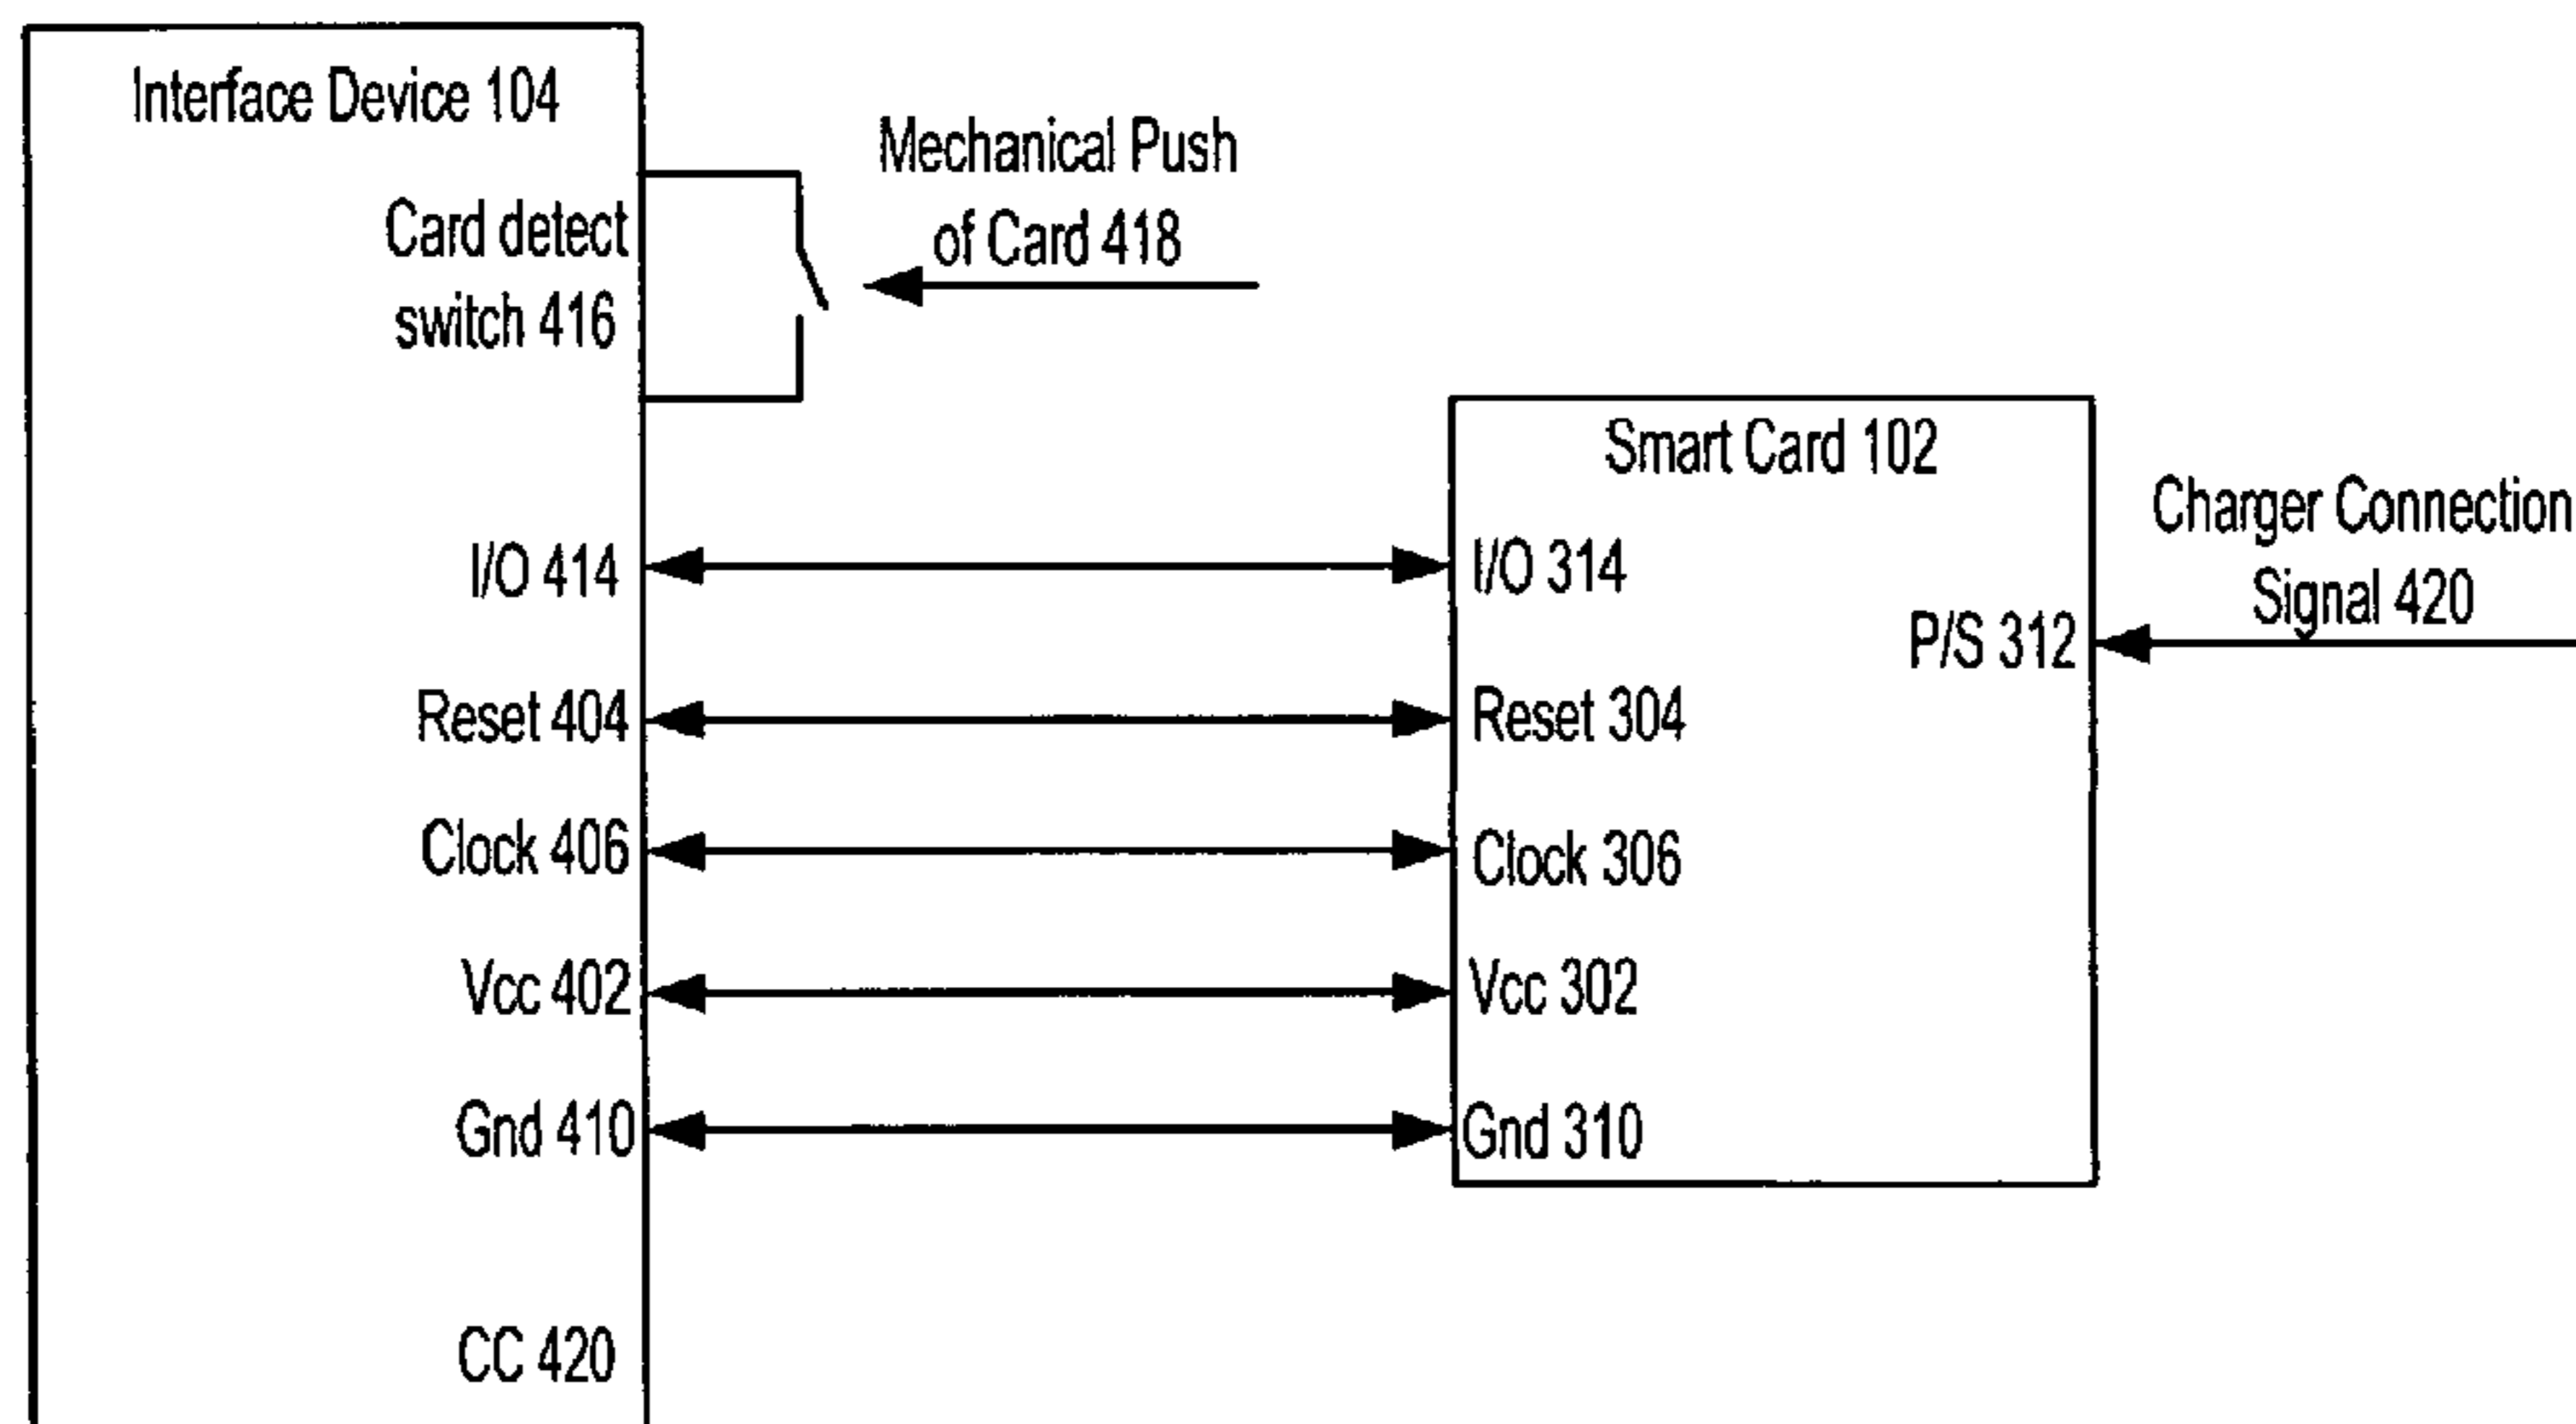 Interface Device 104
Mechanical Push
of Card 418
Card detect
switch 416
Smart Card 102
Charger Connection
Signal 420
I/O 414
I/O 314
P/S 312
Reset 404
Reset 304
Clock 406
Clock 306
Vcc 402
Vcc 302
Gnd 410
Gnd 310
CC 420